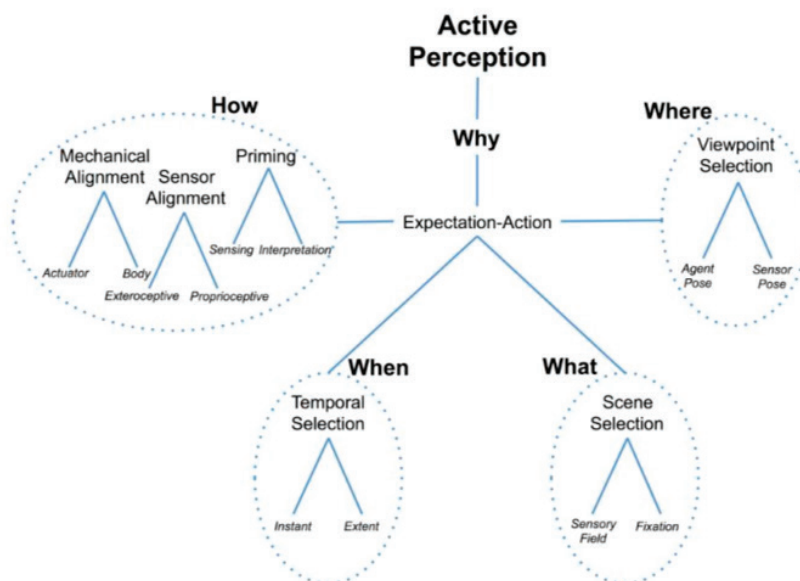 Active
Perception
Why
Expectation-Action
How
Mechanical
Alignment
Actuator
Body
Sensor
Alignment
Exteroceptive
Proprioceptive
Priming
Sensing
Interpretation
Where
Viewpoint
Selection
Agent
Pose
Sensor
Pose
When
Temporal
Selection
Instant
Extent
What
Scene
Selection
Sensory
Field
Fixation